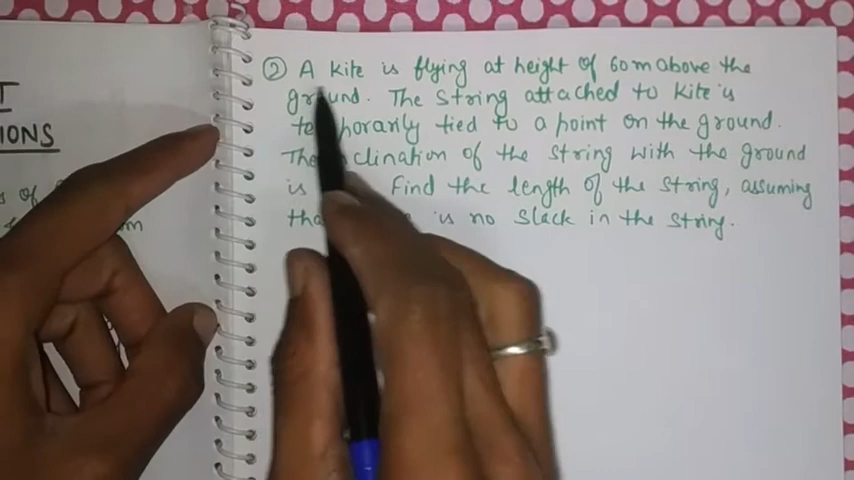 T
IONS
s of
m
② A kite is flying at height of 60m above the
ground. The string attached to kite is
temporarily tied to a point on the ground.
The inclination of the string with the ground
is Find the length of the string, assuming
tha is no slack in the string.